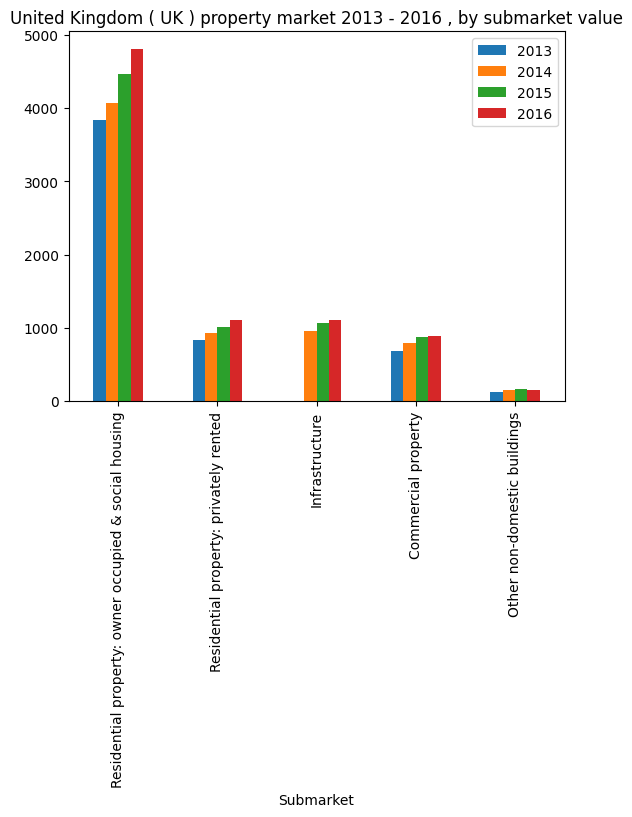 United Kingdom ( UK ) property market 2013 - 2016 , by submarket value
2013
2014
2015
2016
5000
4000
3000
2000
1000
0
Residential property: owner occupied & social housing
Residential property: privately rented
Infrastructure
Commercial property
Other non-domestic buildings
Submarket